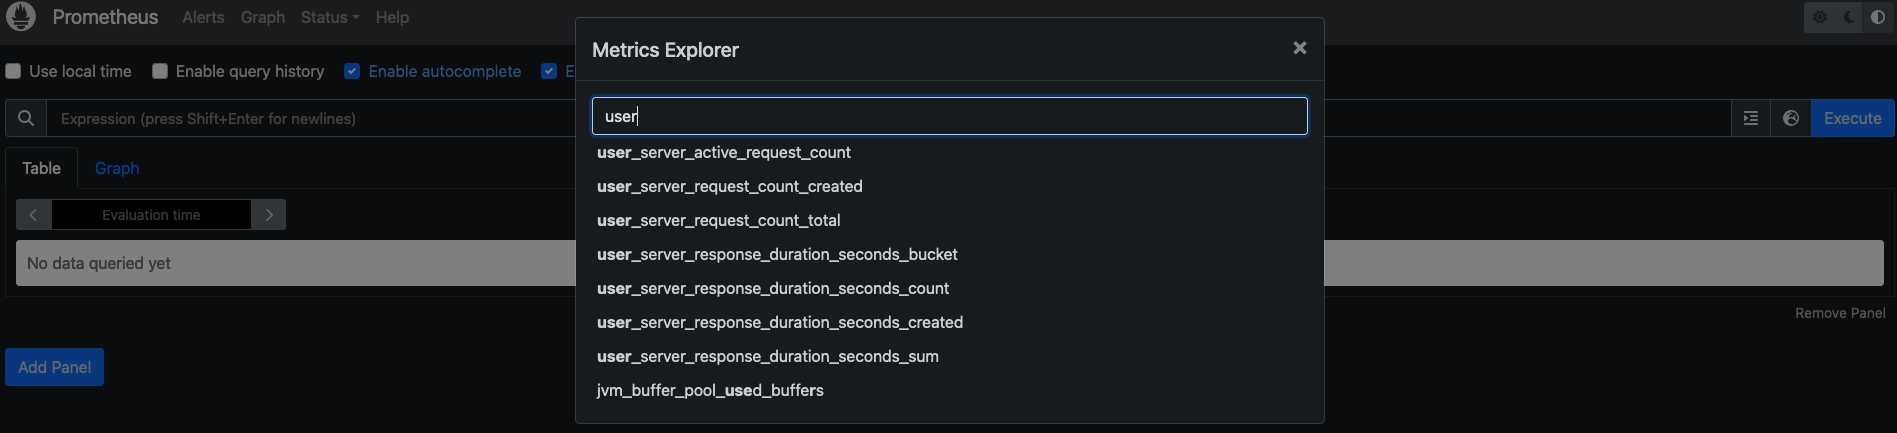 Prometheus Alerts Graph Status Help
Metrics Explorer
Use local time Enable query history Enable autocomplete E
user
Expression (press Shift+Enter for newlines) Execute
user_server_active_request_count
Table Graph
user_server_request_count_created
Evaluation time
user_server_request_count_total
user_server_response_duration_seconds_bucket
No data queried yet
user_server_response_duration_seconds_count
Remove Panel
user_server_response_duration_seconds_created
user_server_response_duration_seconds_sum
Add Panel
jvm_buffer_pool_used_buffers